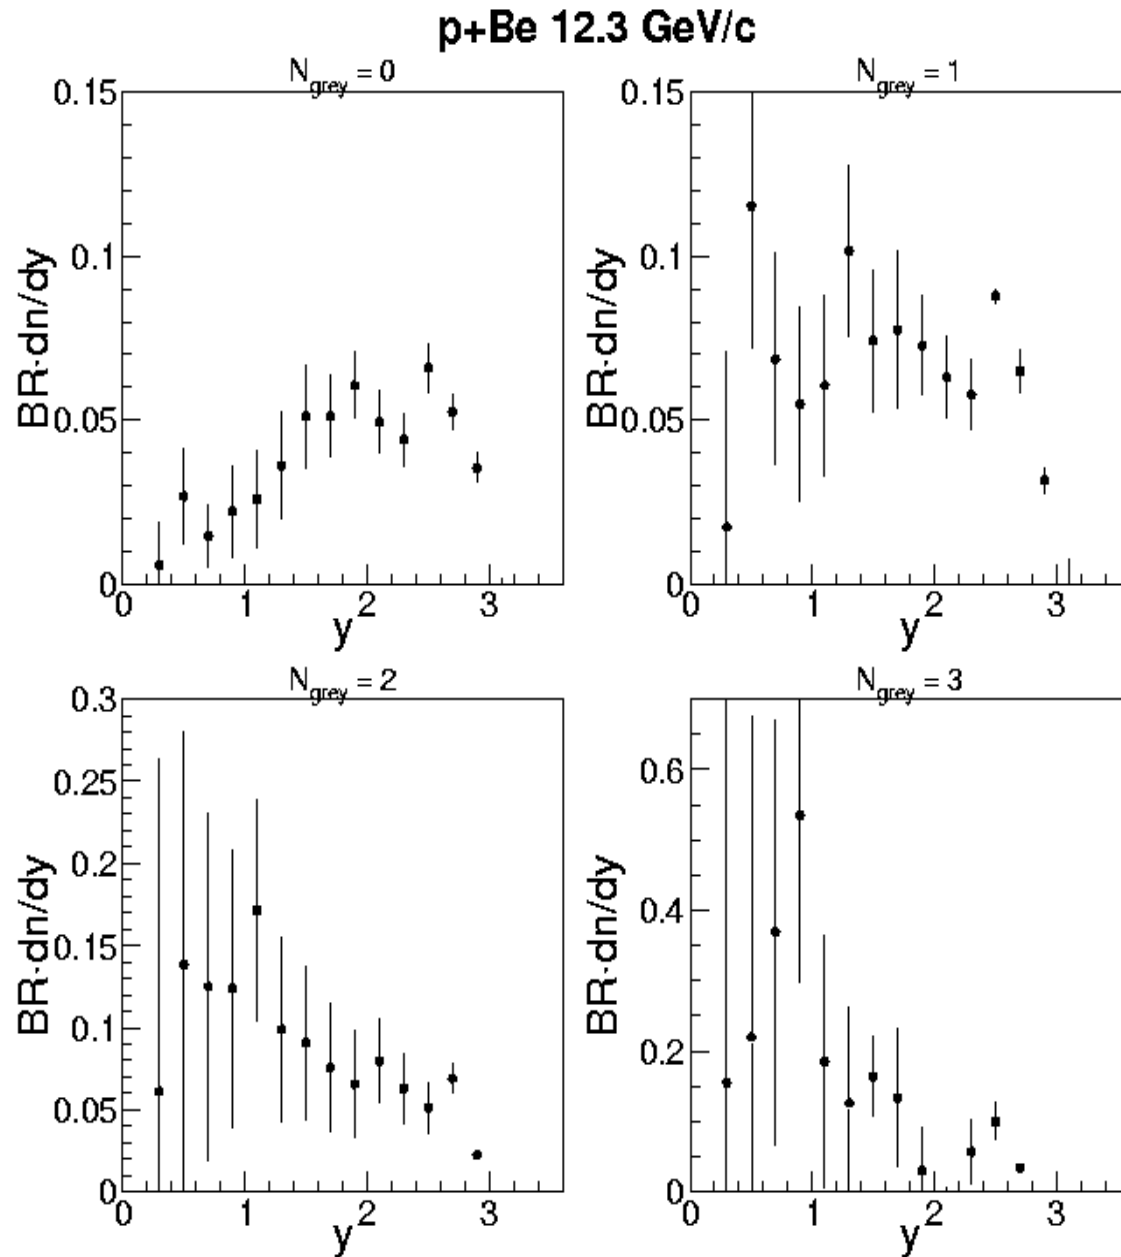 p+Be 12.3 GeV/c
N_grey = 0
N_grey = 1
0.15
0.1
0.05
0
BR·dn/dy
0 1 2 3
y
0.15
0.1
0.05
0
BR·dn/dy
0 1 2 3
y
N_grey = 2
N_grey = 3
0.3
0.25
0.2
0.15
0.1
0.05
0
BR·dn/dy
0 1 2 3
y
0.6
0.4
0.2
0
BR·dn/dy
0 1 2 3
y